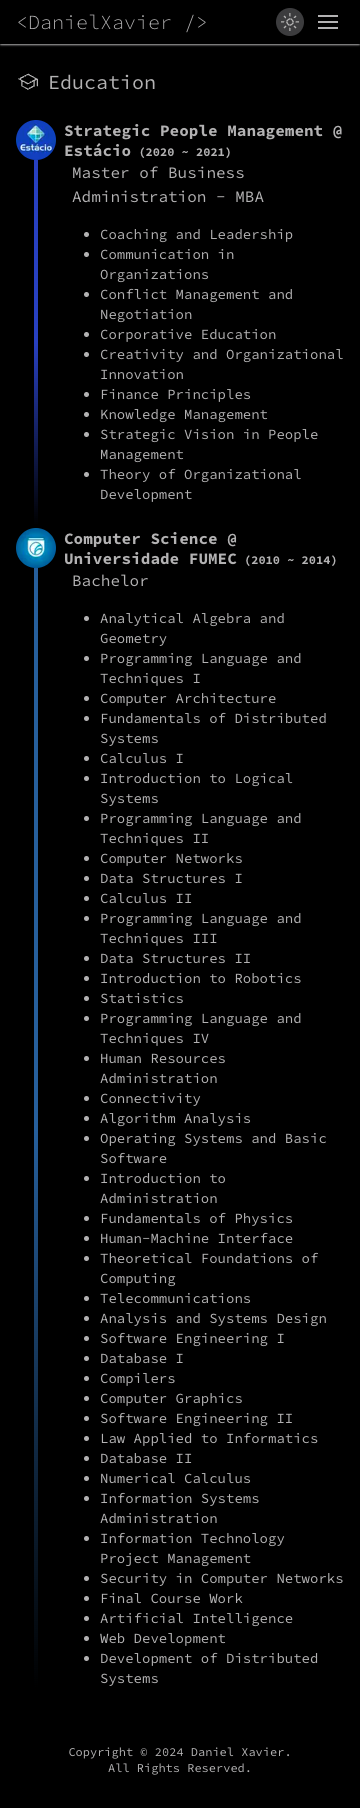 <DanielXavier />
Education
Estácio
Strategic People Management @
Estácio (2020 ~ 2021)
Master of Business
Administration - MBA
Coaching and Leadership
Communication in
Organizations
Conflict Management and
Negotiation
Corporative Education
Creativity and Organizational
Innovation
Finance Principles
Knowledge Management
Strategic Vision in People
Management
Theory of Organizational
Development
Computer Science @
Universidade FUMEC (2010 ~ 2014)
Bachelor
Analytical Algebra and
Geometry
Programming Language and
Techniques I
Computer Architecture
Fundamentals of Distributed
Systems
Calculus I
Introduction to Logical
Systems
Programming Language and
Techniques II
Computer Networks
Data Structures I
Calculus II
Programming Language and
Techniques III
Data Structures II
Introduction to Robotics
Statistics
Programming Language and
Techniques IV
Human Resources
Administration
Connectivity
Algorithm Analysis
Operating Systems and Basic
Software
Introduction to
Administration
Fundamentals of Physics
Human-Machine Interface
Theoretical Foundations of
Computing
Telecommunications
Analysis and Systems Design
Software Engineering I
Database I
Compilers
Computer Graphics
Software Engineering II
Law Applied to Informatics
Database II
Numerical Calculus
Information Systems
Administration
Information Technology
Project Management
Security in Computer Networks
Final Course Work
Artificial Intelligence
Web Development
Development of Distributed
Systems
Copyright © 2024 Daniel Xavier.
All Rights Reserved.